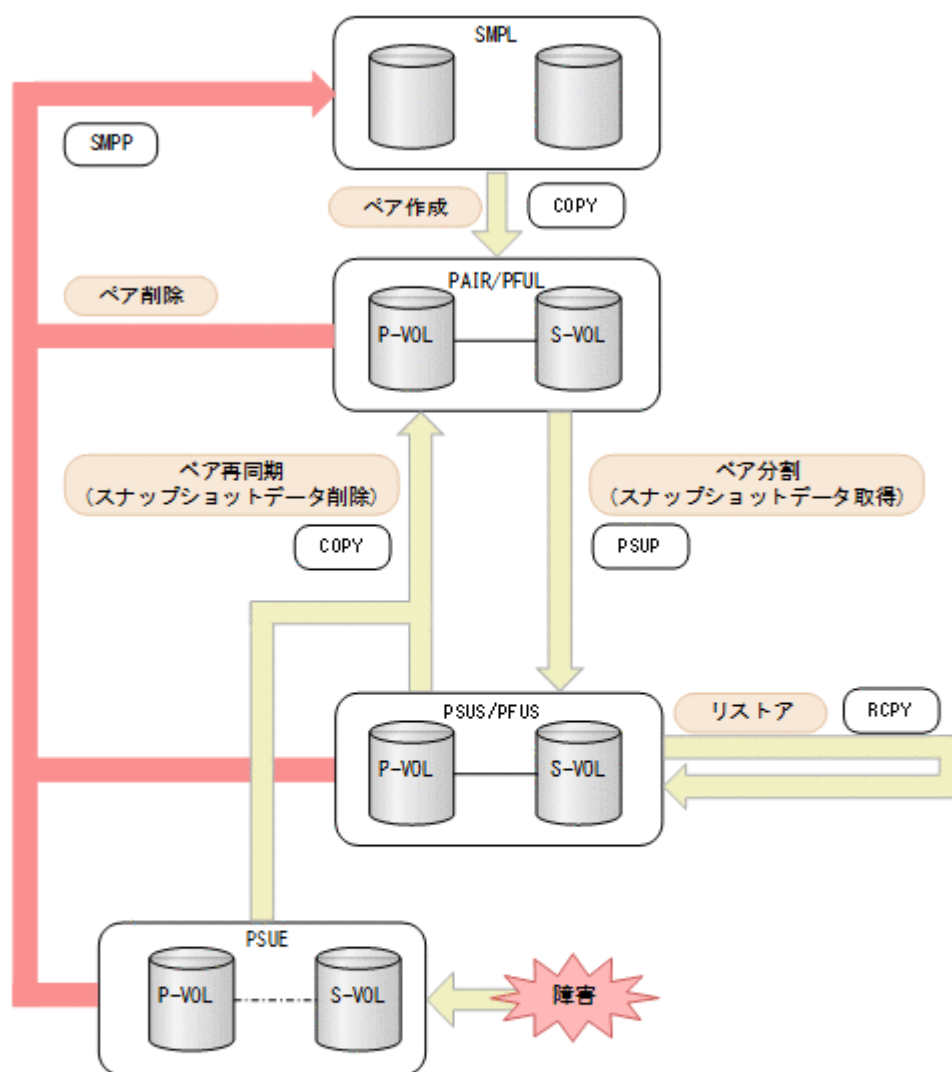 SMPL
SMPP
ペア作成
COPY
ペア削除
PAIR/PFUL
P-VOL
S-VOL
ペア再同期
(スナップショットデータ削除)
COPY
ペア分割
(スナップショットデータ取得)
PSUP
PSUS/PFUS
P-VOL
S-VOL
リストア
RCPY
PSUE
P-VOL
S-VOL
障害